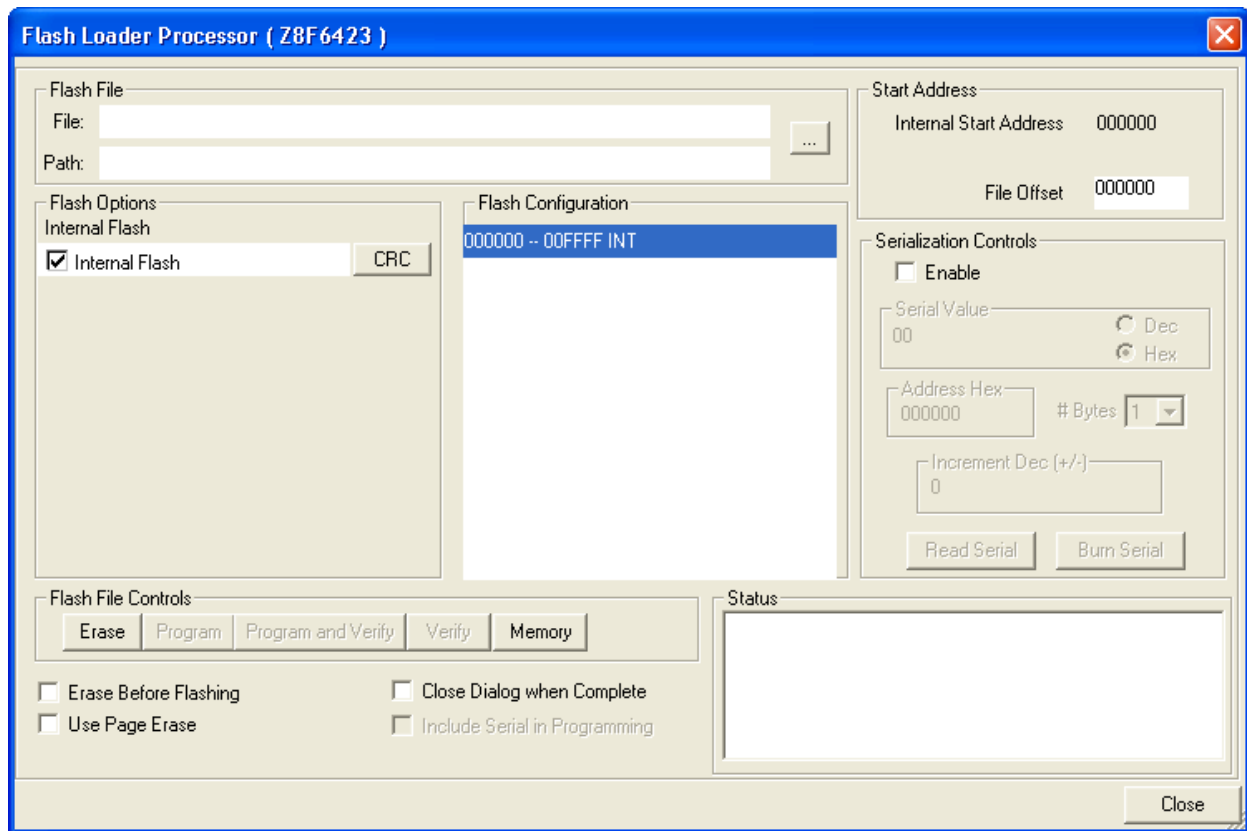 Flash Loader Processor ( Z8F6423 )
Flash File
File:
...
Path:
Start Address
Internal Start Address 000000
File Offset 000000
Flash Options
Internal Flash
Internal Flash CRC
Flash Configuration
000000 -- 00FFFF INT
Serialization Controls
Enable
Serial Value
00
Dec
Hex
Address Hex
000000
# Bytes 1
Increment Dec (+/-)
0
Read Serial Burn Serial
Flash File Controls
Erase Program Program and Verify Verify Memory
Erase Before Flashing Close Dialog when Complete
Use Page Erase Include Serial in Programming
Status
Close